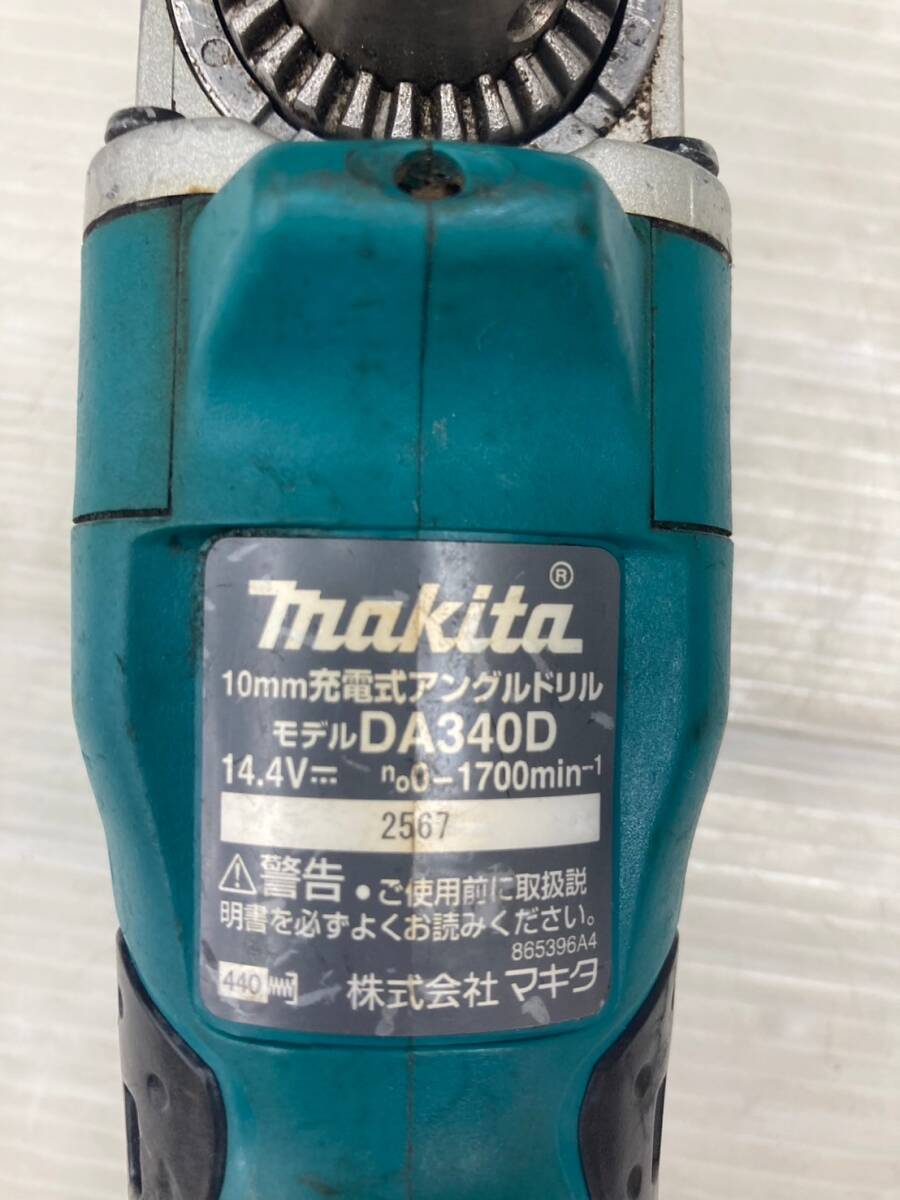 makita®
10mm充電式アングルドリル
モデルDA340D
14.4V⎓ n₀0-1700min⁻¹
2567
⚠警告 ●ご使用前に取扱説
明書を必ずよくお読みください。
865396A4
440 株式会社マキタ